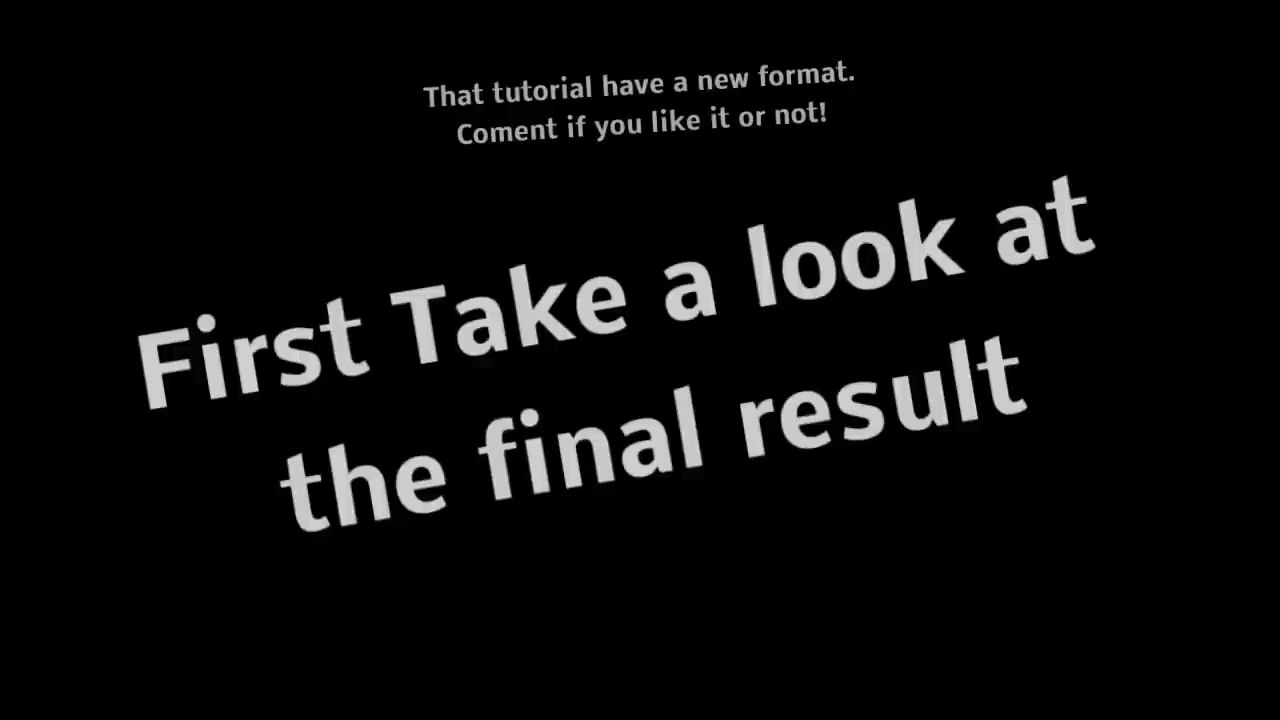 That tutorial have a new format.
Coment if you like it or not!
First Take a look at
the final result